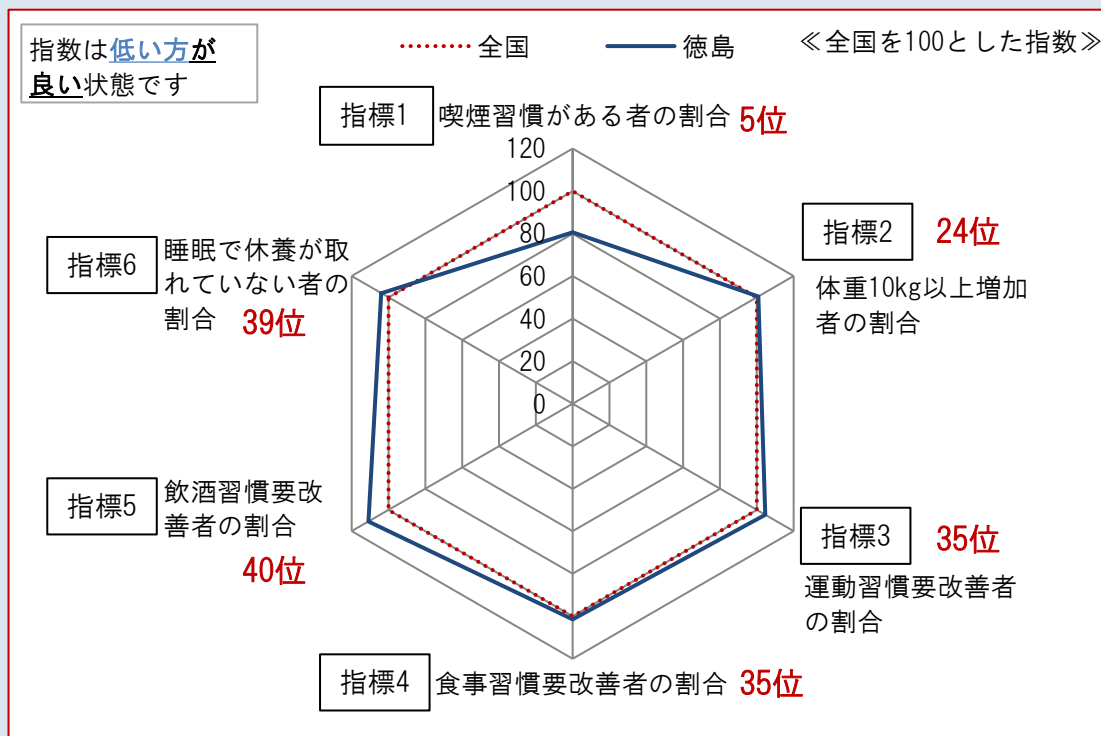 指数は低い方が
良い状態です
全国
徳島
≪全国を100とした指数≫
指標1
喫煙習慣がある者の割合
5位
120
100
80
60
40
20
0
指標2
24位
体重10kg以上増加
者の割合
指標3
35位
運動習慣要改善者
の割合
指標4
食事習慣要改善者の割合
35位
指標5
飲酒習慣要改
善者の割合
40位
指標6
睡眠で休養が取
れていない者の
割合
39位